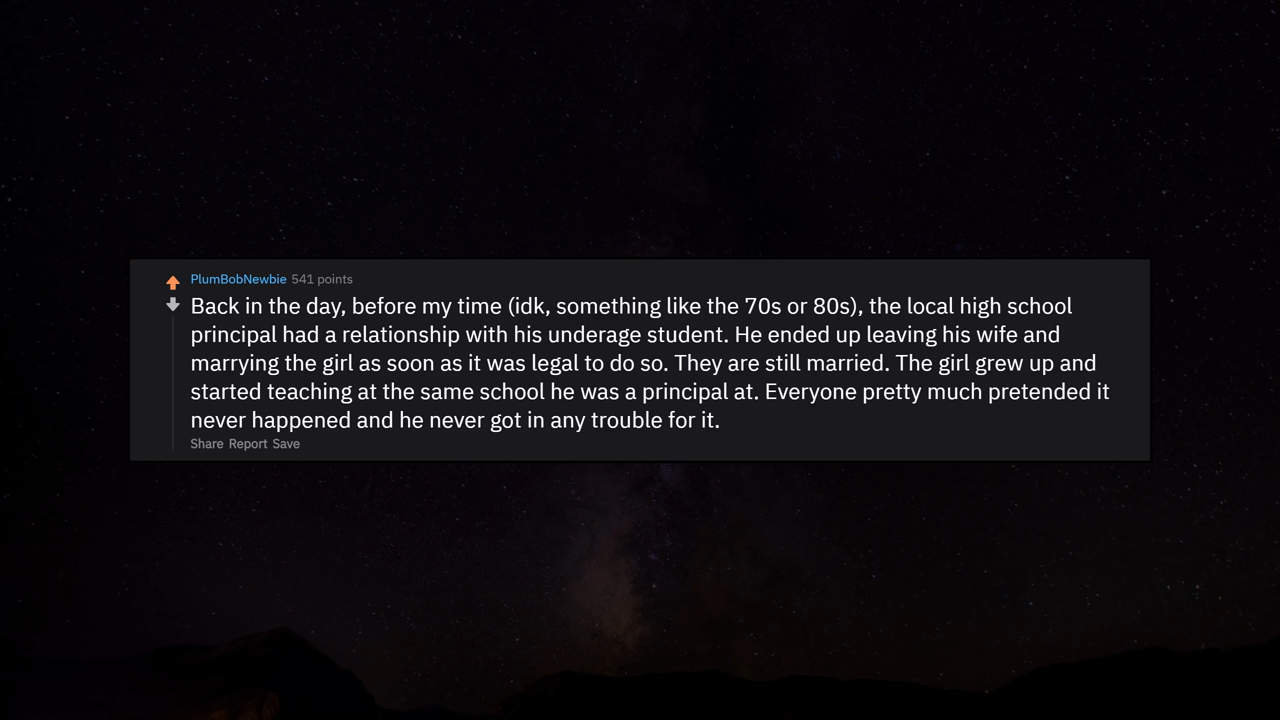 PlumBobNewbie 541 points
Back in the day, before my time (idk, something like the 70s or 80s), the local high school
principal had a relationship with his underage student. He ended up leaving his wife and
marrying the girl as soon as it was legal to do so. They are still married. The girl grew up and
started teaching at the same school he was a principal at. Everyone pretty much pretended it
never happened and he never got in any trouble for it.
Share Report Save